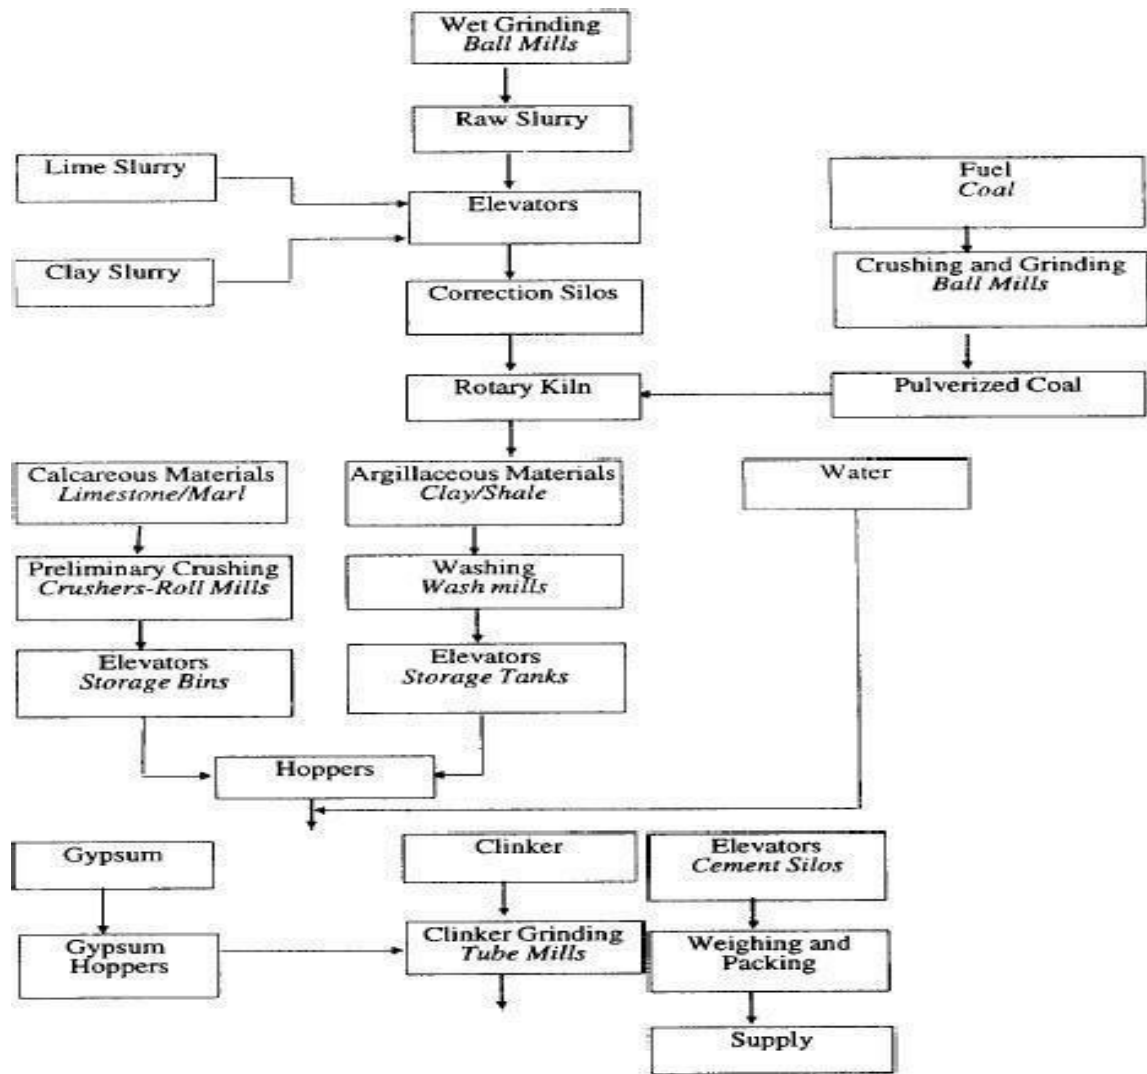 Wet Grinding
Ball Mills
Raw Slurry
Lime Slurry
Fuel
Coal
Elevators
Clay Slurry
Crushing and Grinding
Ball Mills
Correction Silos
Rotary Kiln
Pulverized Coal
Calcareous Materials
Limestone/Marl
Argillaceous Materials
Clay/Shale
Water
Preliminary Crushing
Crushers-Roll Mills
Washing
Wash mills
Elevators
Storage Bins
Elevators
Storage Tanks
Hoppers
Gypsum
Clinker
Elevators
Cement Silos
Gypsum
Hoppers
Clinker Grinding
Tube Mills
Weighing and
Packing
Supply